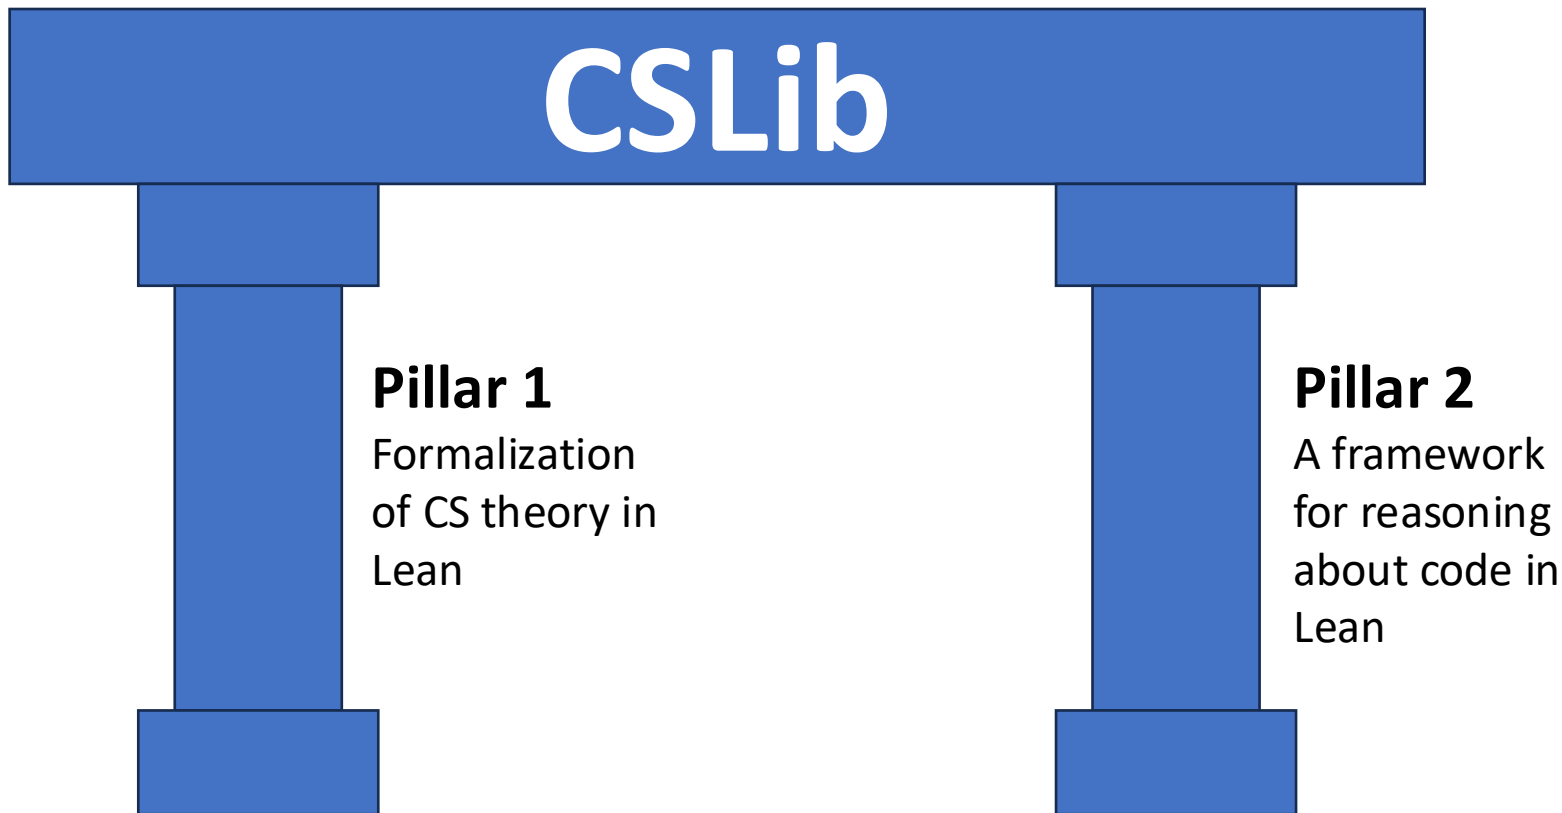 CSLib
Pillar 1
Formalization
of CS theory in
Lean
Pillar 2
A framework
for reasoning
about code in
Lean